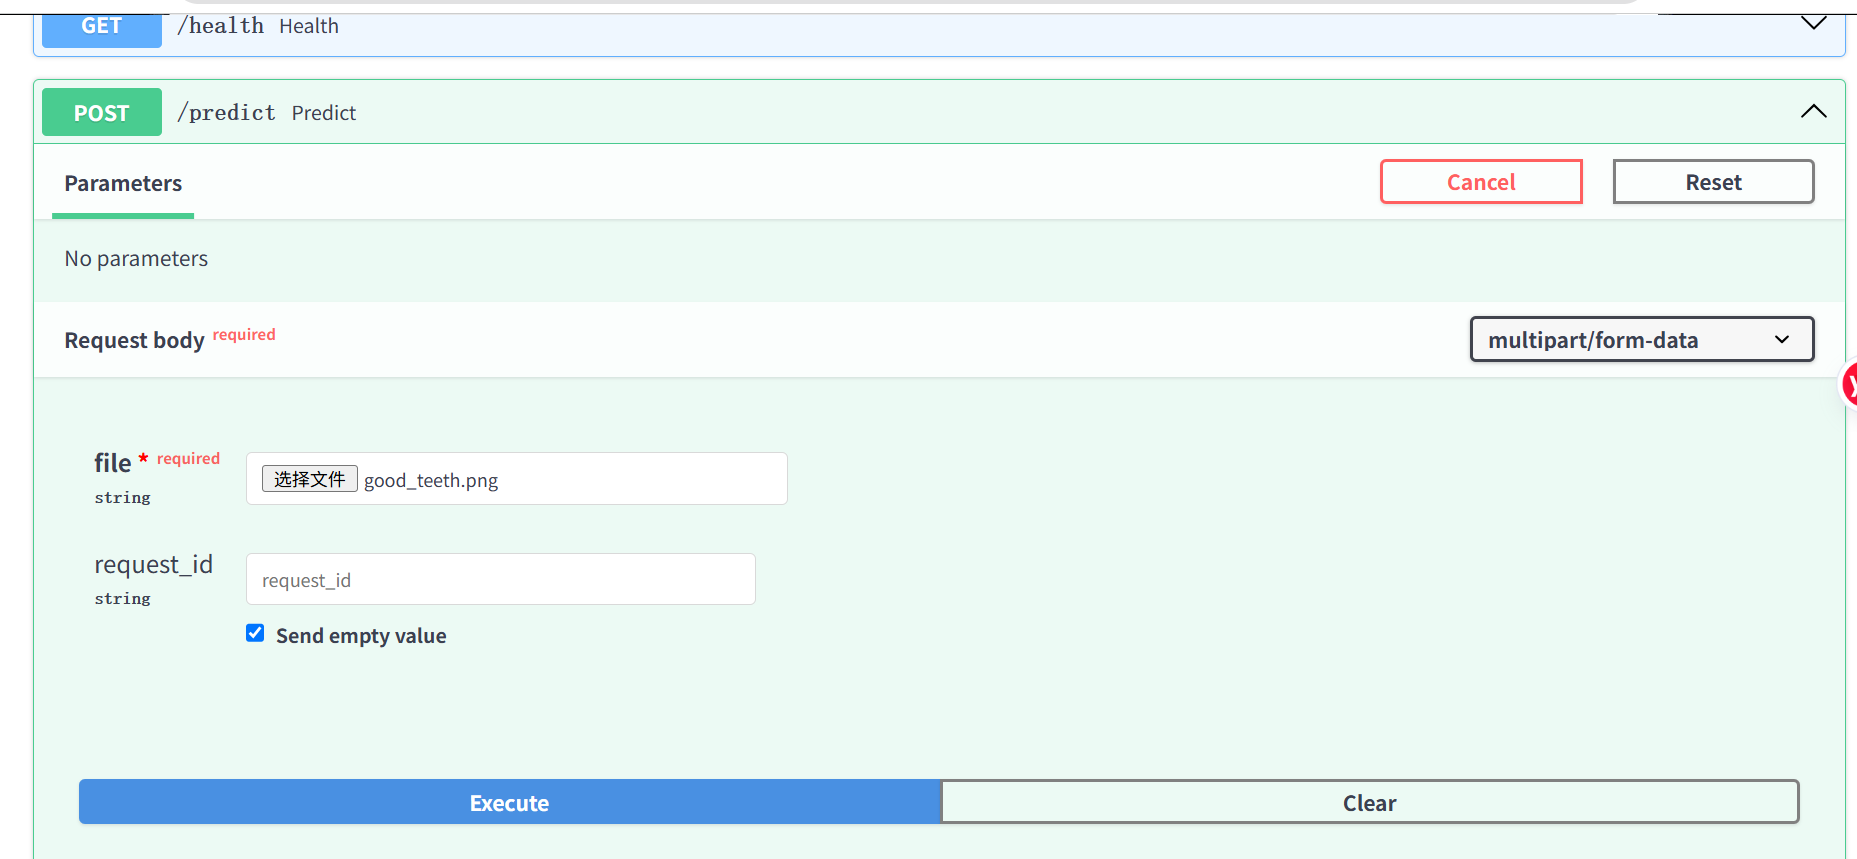 GET /health Health
POST /predict Predict
Parameters
Cancel
Reset
No parameters
Request body required
multipart/form-data
file * required
string
选择文件 good_teeth.png
request_id
string
request_id
Send empty value
Execute
Clear